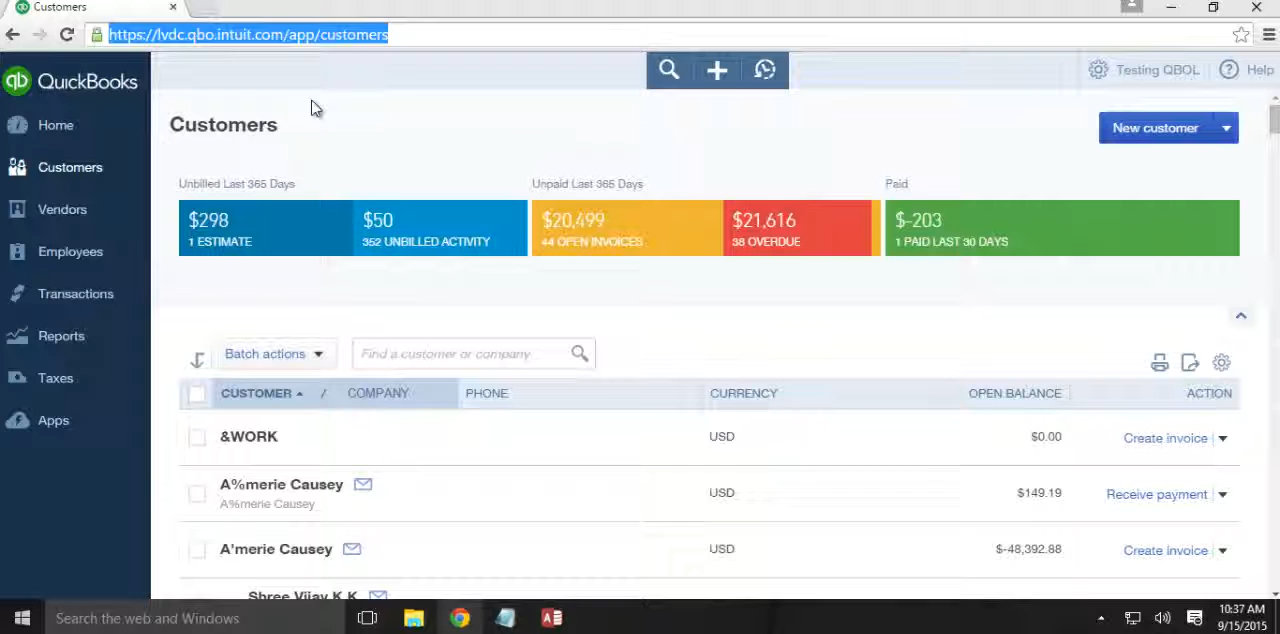 Customers
https://lvdc.qbo.intuit.com/app/customers
qb QuickBooks
Testing QBOL
Help
Home
Customers
Vendors
Employees
Transactions
Reports
Taxes
Apps
Customers
New customer
Unbilled Last 365 Days
Unpaid Last 365 Days
Paid
$298
1 ESTIMATE
$50
352 UNBILLED ACTIVITY
$20,499
44 OPEN INVOICES
$21,616
38 OVERDUE
$-203
1 PAID LAST 30 DAYS
Batch actions
Find a customer or company
CUSTOMER / COMPANY PHONE CURRENCY OPEN BALANCE ACTION
&WORK USD $0.00 Create invoice
A%merie Causey USD $149.19 Receive payment
A%merie Causey
A'merie Causey USD $-48,392.88 Create invoice
Shree Vijay K.K
Search the web and Windows
10:37 AM
9/15/2015